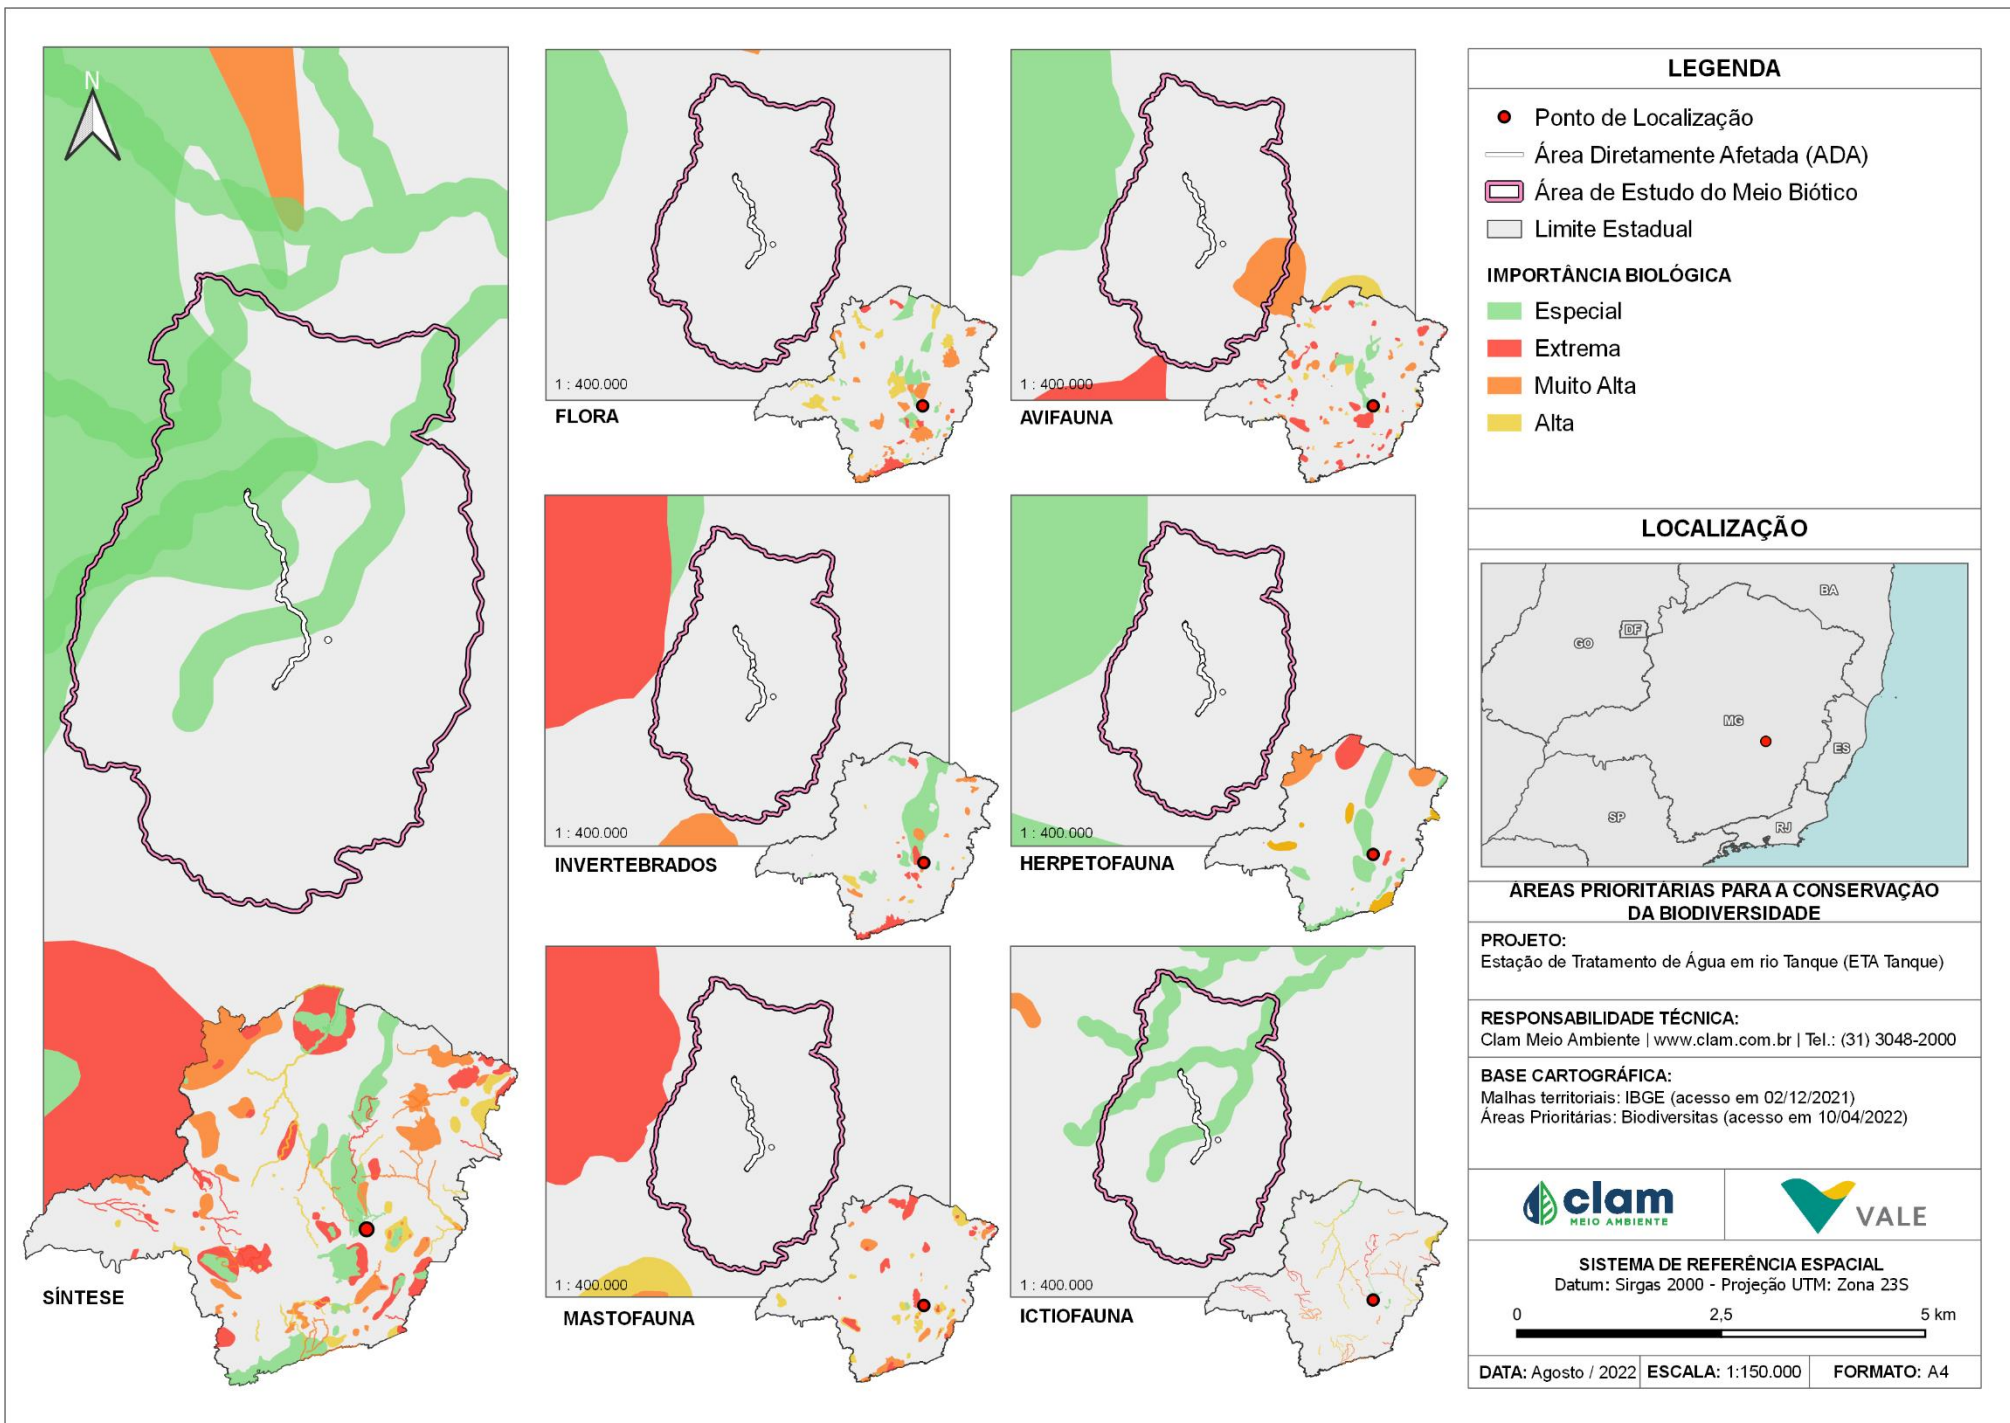 N
SÍNTESE
1 : 400.000
FLORA
1 : 400.000
AVIFAUNA
1 : 400.000
INVERTEBRADOS
1 : 400.000
HERPETOFAUNA
1 : 400.000
MASTOFAUNA
1 : 400.000
ICTIOFAUNA
LEGENDA
Ponto de Localização
Área Diretamente Afetada (ADA)
Área de Estudo do Meio Biótico
Limite Estadual
IMPORTÂNCIA BIOLÓGICA
Especial
Extrema
Muito Alta
Alta
LOCALIZAÇÃO
BA
DF
GO
MG
ES
SP
RJ
ÁREAS PRIORITÁRIAS PARA A CONSERVAÇÃO
DA BIODIVERSIDADE
PROJETO:
Estação de Tratamento de Água em rio Tanque (ETA Tanque)
RESPONSABILIDADE TÉCNICA:
Clam Meio Ambiente | www.clam.com.br | Tel.: (31) 3048-2000
BASE CARTOGRÁFICA:
Malhas territoriais: IBGE (acesso em 02/12/2021)
Áreas Prioritárias: Biodiversitas (acesso em 10/04/2022)
clam
MEIO AMBIENTE
VALE
SISTEMA DE REFERÊNCIA ESPACIAL
Datum: Sirgas 2000 - Projeção UTM: Zona 23S
0 2,5 5 km
DATA: Agosto / 2022 ESCALA: 1:150.000 FORMATO: A4